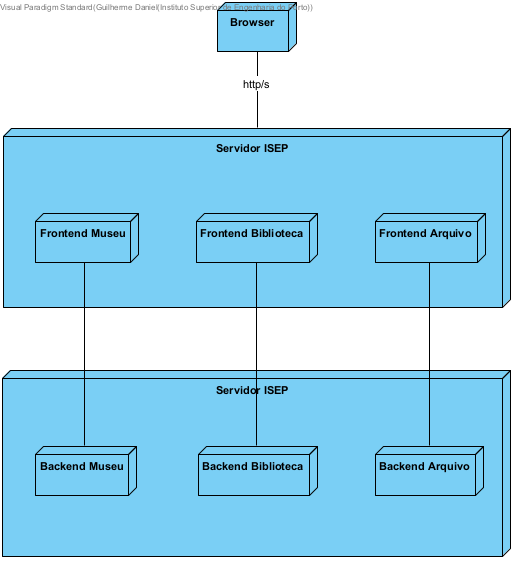 Visual Paradigm Standard(Guilherme Daniel(Instituto Superior de Engenharia do Porto))
Browser
http/s
Servidor ISEP
Frontend Museu
Frontend Biblioteca
Frontend Arquivo
Servidor ISEP
Backend Museu
Backend Biblioteca
Backend Arquivo